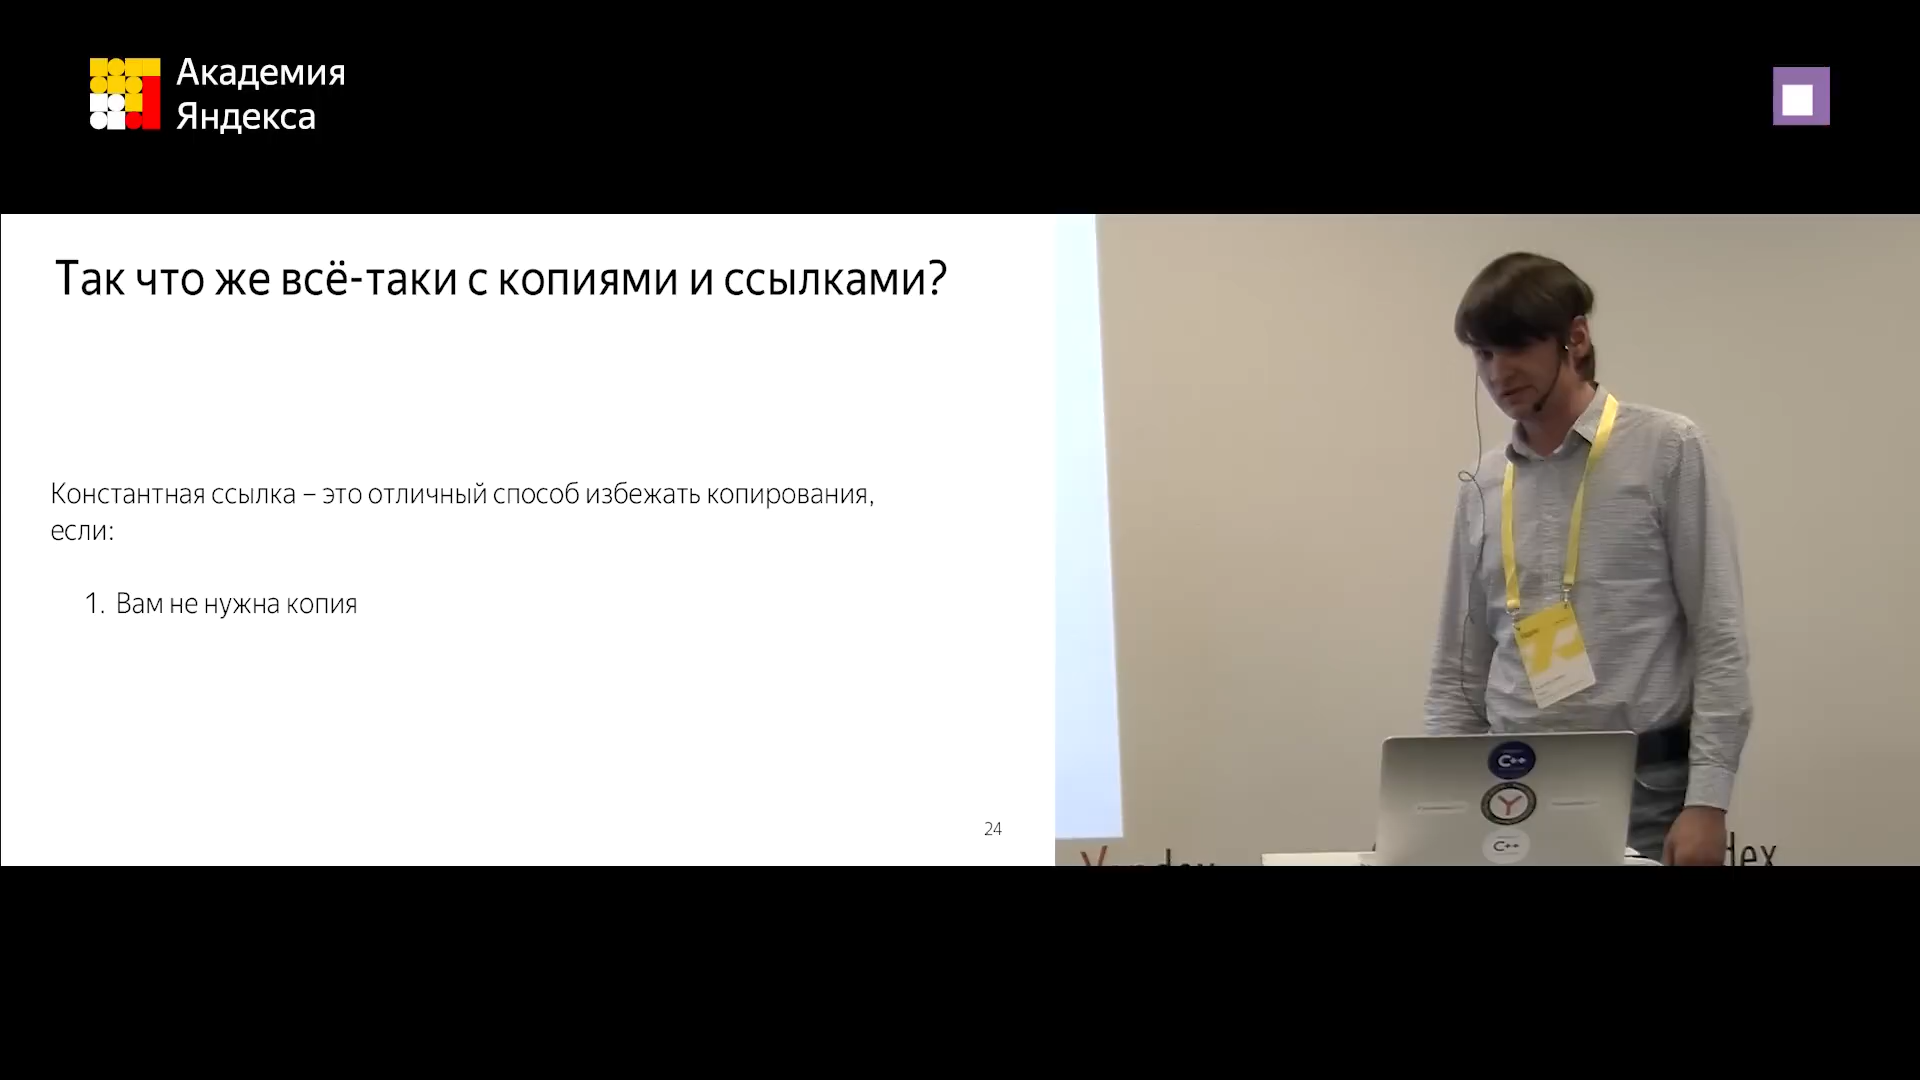 Академия
Яндекса
Так что же всё-таки с копиями и ссылками?
Константная ссылка – это отличный способ избежать копирования,
если:
1. Вам не нужна копия
24
C++
Y
C++